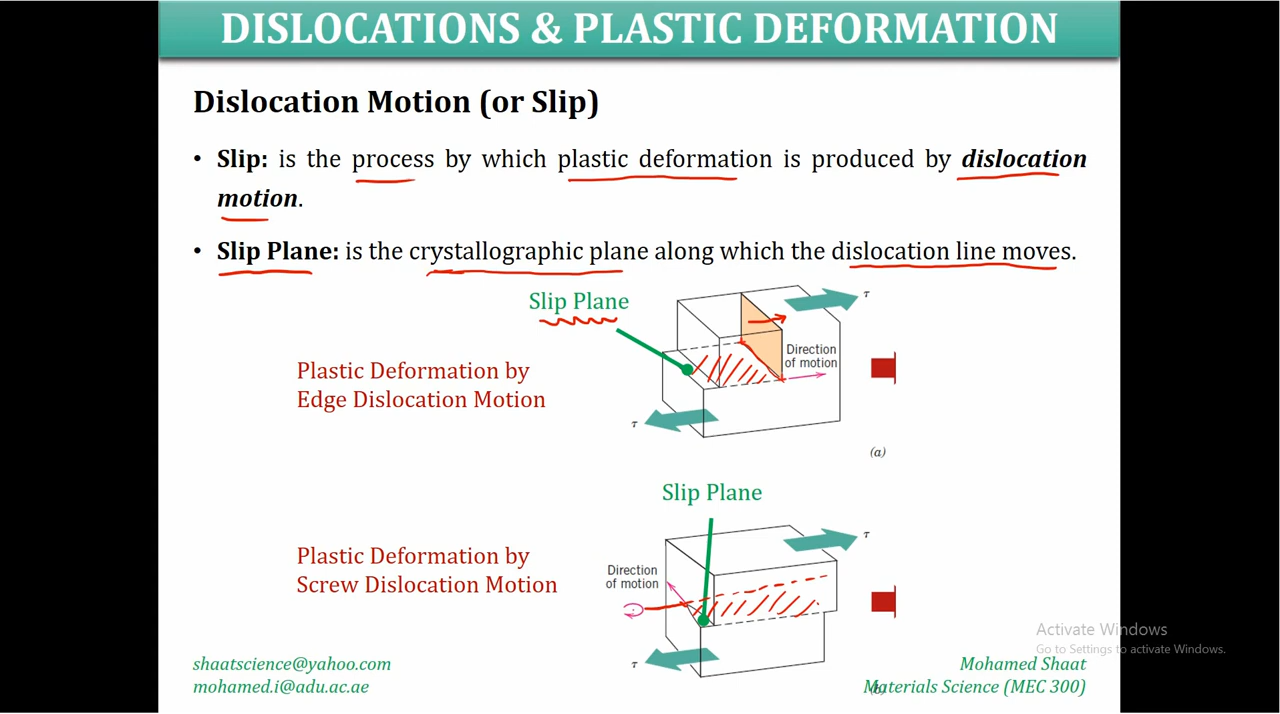 DISLOCATIONS & PLASTIC DEFORMATION
Dislocation Motion (or Slip)
• Slip: is the process by which plastic deformation is produced by dislocation
motion.
• Slip Plane: is the crystallographic plane along which the dislocation line moves.
Slip Plane
τ
Direction
of motion
Plastic Deformation by
Edge Dislocation Motion
τ
(a)
Slip Plane
τ
Plastic Deformation by
Screw Dislocation Motion
Direction
of motion
τ
Activate Windows
Go to Settings to activate Windows.
shaatscience@yahoo.com
mohamed.i@adu.ac.ae
Mohamed Shaat
Materials Science (MEC 300)
(b)